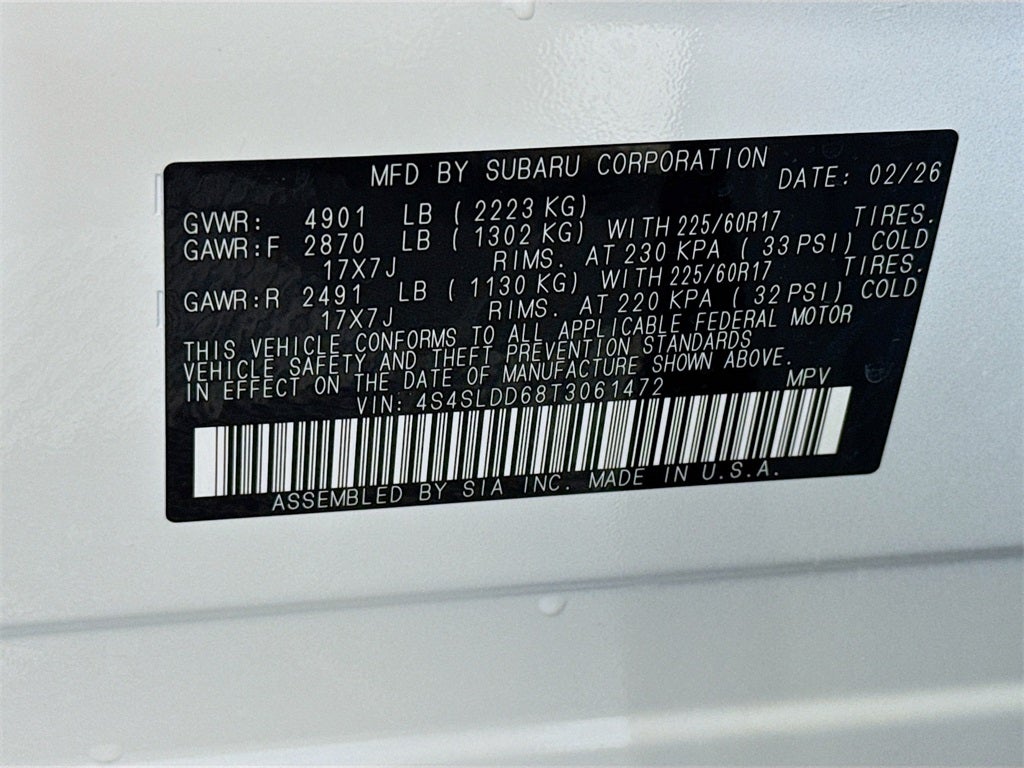 MFD BY SUBARU CORPORATION DATE: 02/26
GVWR: 4901 LB ( 2223 KG)
GAWR:F 2870 LB ( 1302 KG) WITH 225/60R17 TIRES.
17X7J RIMS. AT 230 KPA ( 33 PSI) COLD
GAWR:R 2491 LB ( 1130 KG) WITH 225/60R17 TIRES.
17X7J RIMS. AT 220 KPA ( 32 PSI) COLD
THIS VEHICLE CONFORMS TO ALL APPLICABLE FEDERAL MOTOR
VEHICLE SAFETY AND THEFT PREVENTION STANDARDS
IN EFFECT ON THE DATE OF MANUFACTURE SHOWN ABOVE.
VIN: 4S4SLDD68T3061472 MPV
ASSEMBLED BY SIA INC. MADE IN U.S.A.